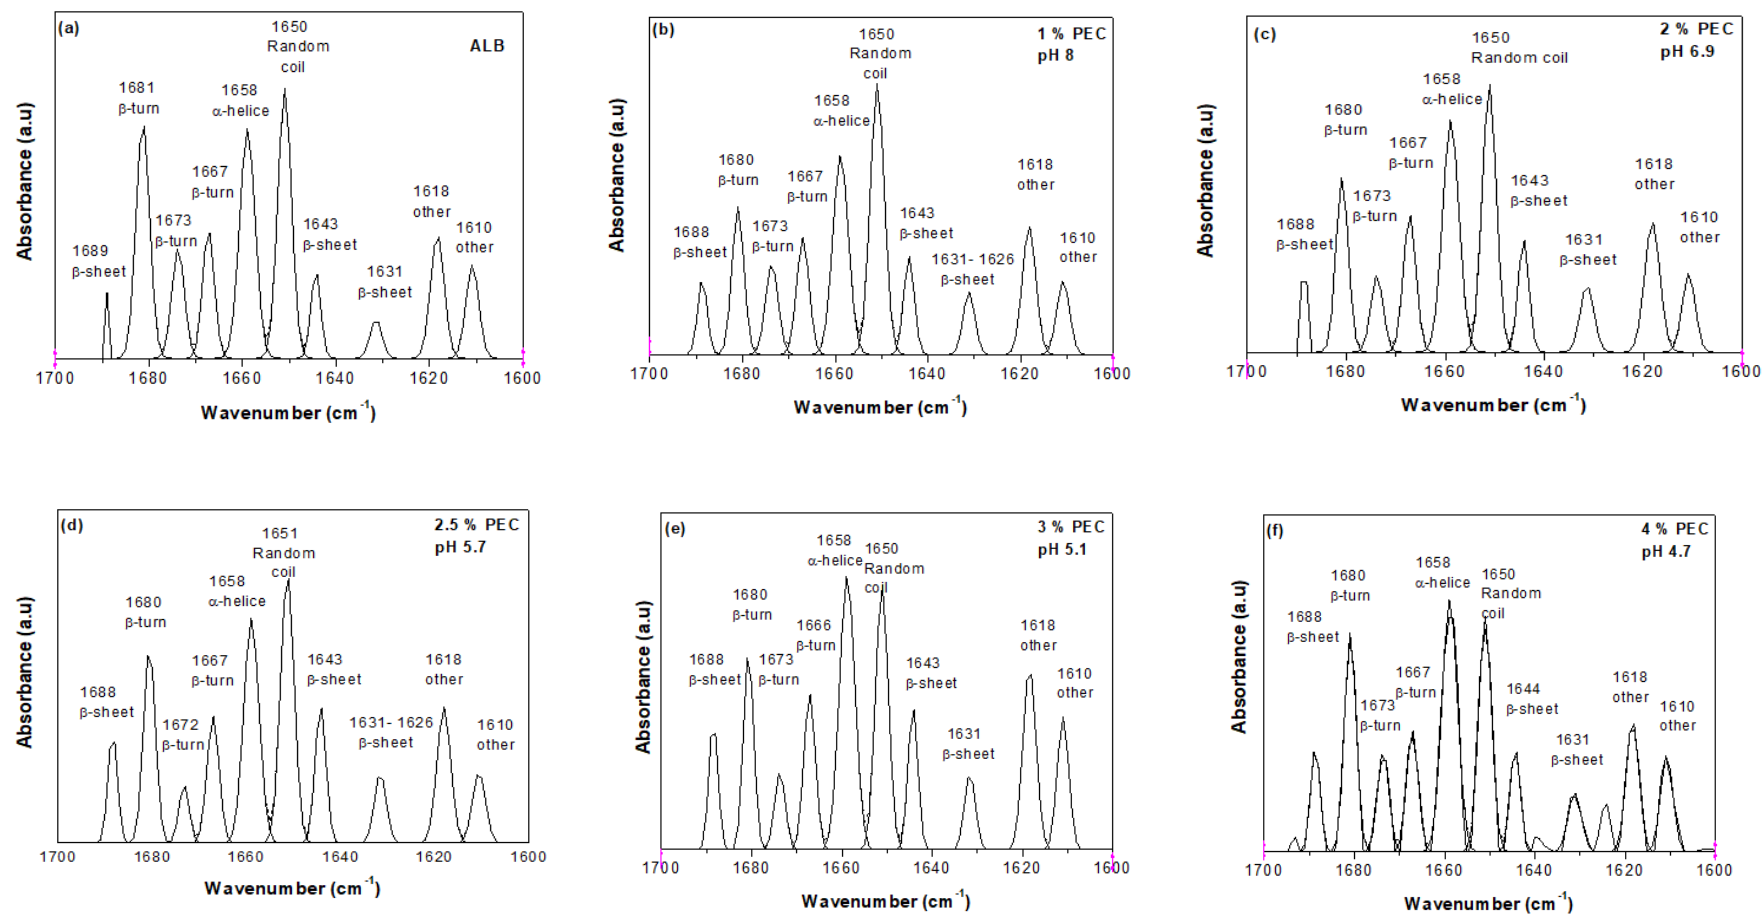 (a)
ALB
1650
Random
coil
1681
β-turn
1658
α-helice
1667
β-turn
1673
β-turn
1689
β-sheet
1643
β-sheet
1631
β-sheet
1618
other
1610
other
Absorbance (a.u)
1700 1680 1660 1640 1620 1600
Wavenumber (cm⁻¹)
(b)
1 % PEC
pH 8
1650
Random
coil
1658
α-helice
1680
β-turn
1667
β-turn
1688
β-sheet
1673
β-turn
1643
β-sheet
1631- 1626
β-sheet
1618
other
1610
other
Absorbance (a.u)
1700 1680 1660 1640 1620 1600
Wavenumber (cm⁻¹)
(c)
2 % PEC
pH 6.9
1650
Random coil
1658
α-helice
1680
β-turn
1667
β-turn
1673
β-turn
1688
β-sheet
1643
β-sheet
1631
β-sheet
1618
other
1610
other
Absorbance (a.u)
1700 1680 1660 1640 1620 1600
Wavenumber (cm⁻¹)
(d)
2.5 % PEC
pH 5.7
1651
Random
coil
1658
α-helice
1680
β-turn
1667
β-turn
1688
β-sheet
1672
β-turn
1643
β-sheet
1631- 1626
β-sheet
1618
other
1610
other
Absorbance (a.u)
1700 1680 1660 1640 1620 1600
Wavenumber (cm⁻¹)
(e)
3 % PEC
pH 5.1
1658
α-helice
1650
Random
coil
1680
β-turn
1666
β-turn
1688
β-sheet
1673
β-turn
1643
β-sheet
1631
β-sheet
1618
other
1610
other
Absorbance (a.u)
1700 1680 1660 1640 1620 1600
Wavenumber (cm⁻¹)
(f)
4 % PEC
pH 4.7
1658
α-helice
1650
Random
coil
1680
β-turn
1688
β-sheet
1667
β-turn
1673
β-turn
1644
β-sheet
1631
β-sheet
1618
other
1610
other
Absorbance (a.u)
1700 1680 1660 1640 1620 1600
Wavenumber (cm⁻¹)